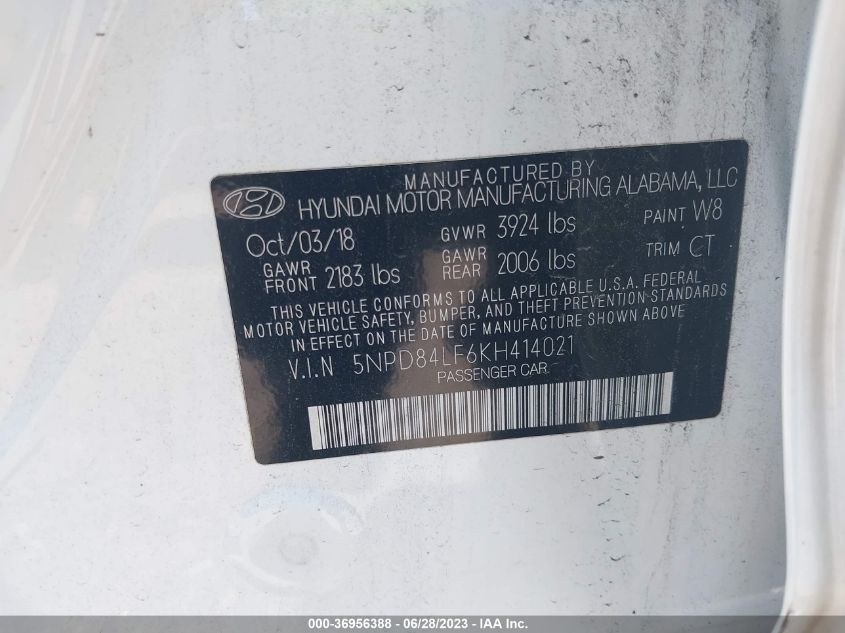 MANUFACTURED BY
HYUNDAI MOTOR MANUFACTURING ALABAMA, LLC
Oct/03/18 GVWR 3924 lbs PAINT W8
GAWR FRONT 2183 lbs GAWR REAR 2006 lbs TRIM CT
THIS VEHICLE CONFORMS TO ALL APPLICABLE U.S.A. FEDERAL
MOTOR VEHICLE SAFETY, BUMPER, AND THEFT PREVENTION STANDARDS
IN EFFECT ON THE DATE OF MANUFACTURE SHOWN ABOVE
V.I.N 5NPD84LF6KH414021
PASSENGER CAR
000-36956388 - 06/28/2023 - IAA Inc.